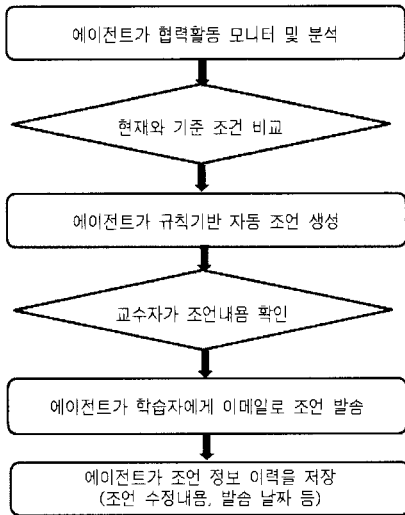 에이전트가 협력활동 모니터 및 분석
현재와 기준 조건 비교
에이전트가 규칙기반 자동 조언 생성
교수자가 조언내용 확인
에이전트가 학습자에게 이메일로 조언 발송
에이전트가 조언 정보 이력을 저장
(조언 수정내용, 발송 날짜 등)